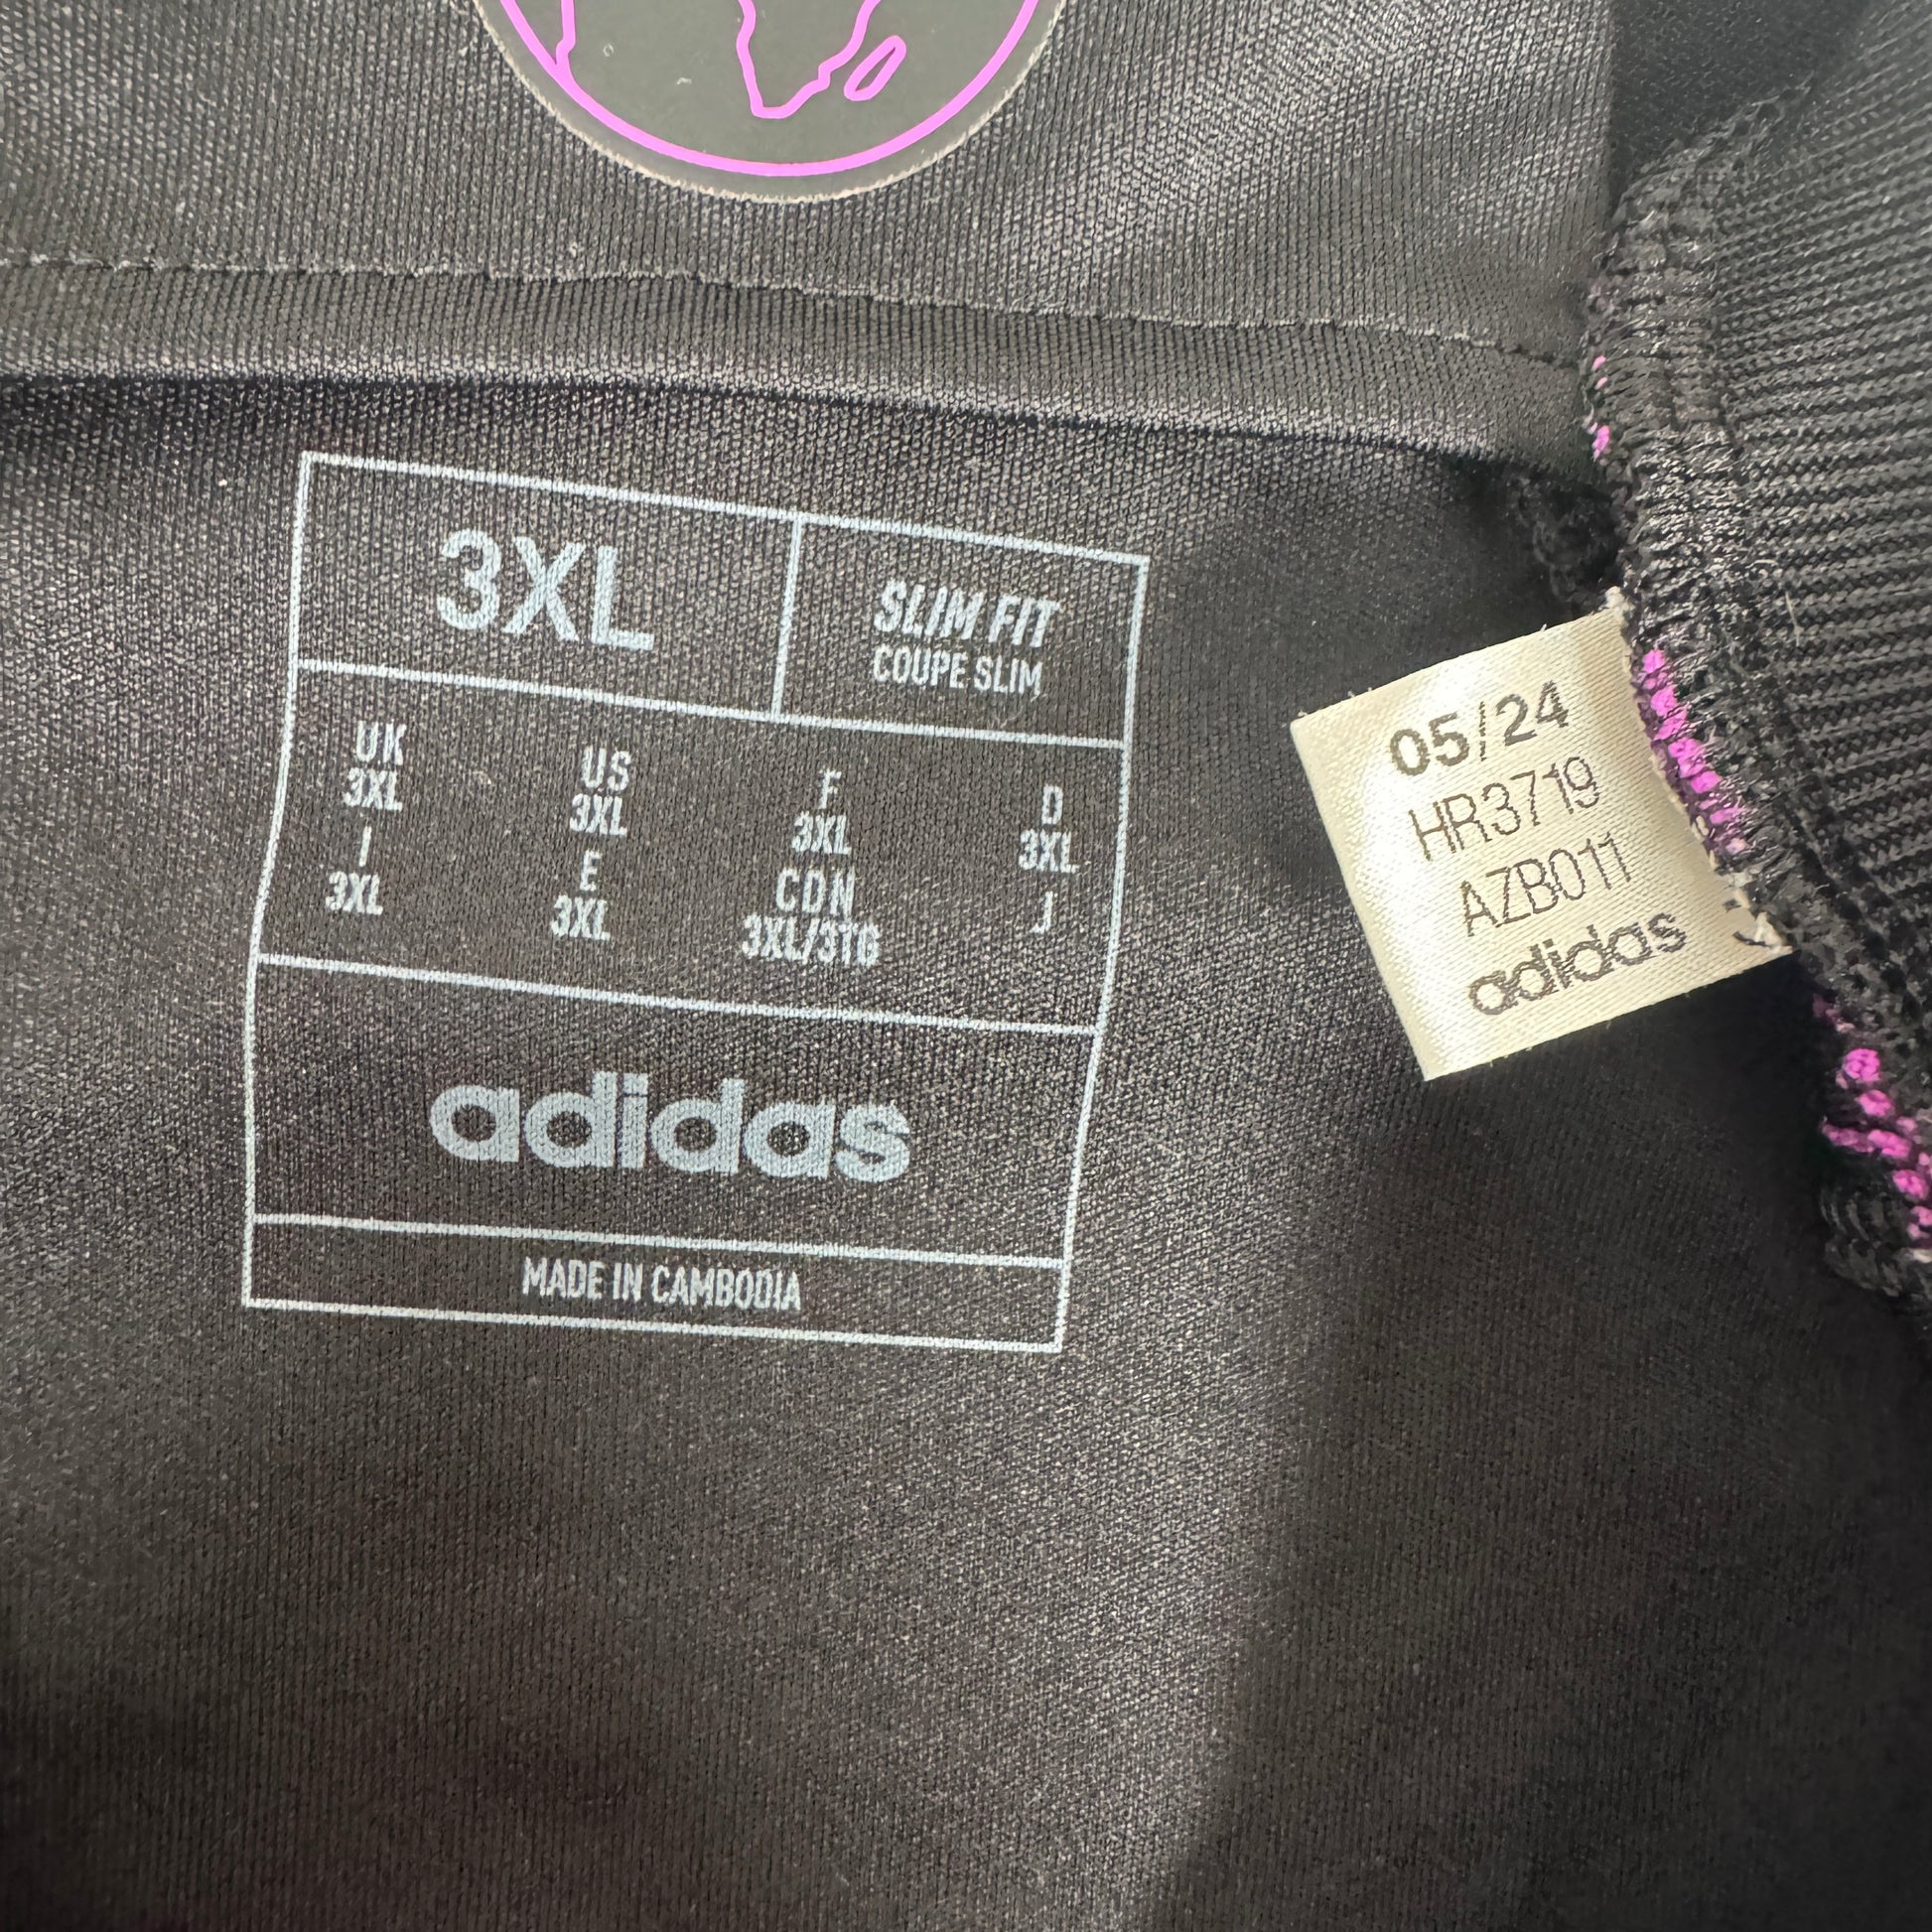 3XL
SLIM FIT
COUPE SLIM
UK US F D
3XL 3XL 3XL 3XL
I E CDN J
3XL 3XL 3XL/3TG
adidas
MADE IN CAMBODIA
05/24
HR3719
AZB011
adidas